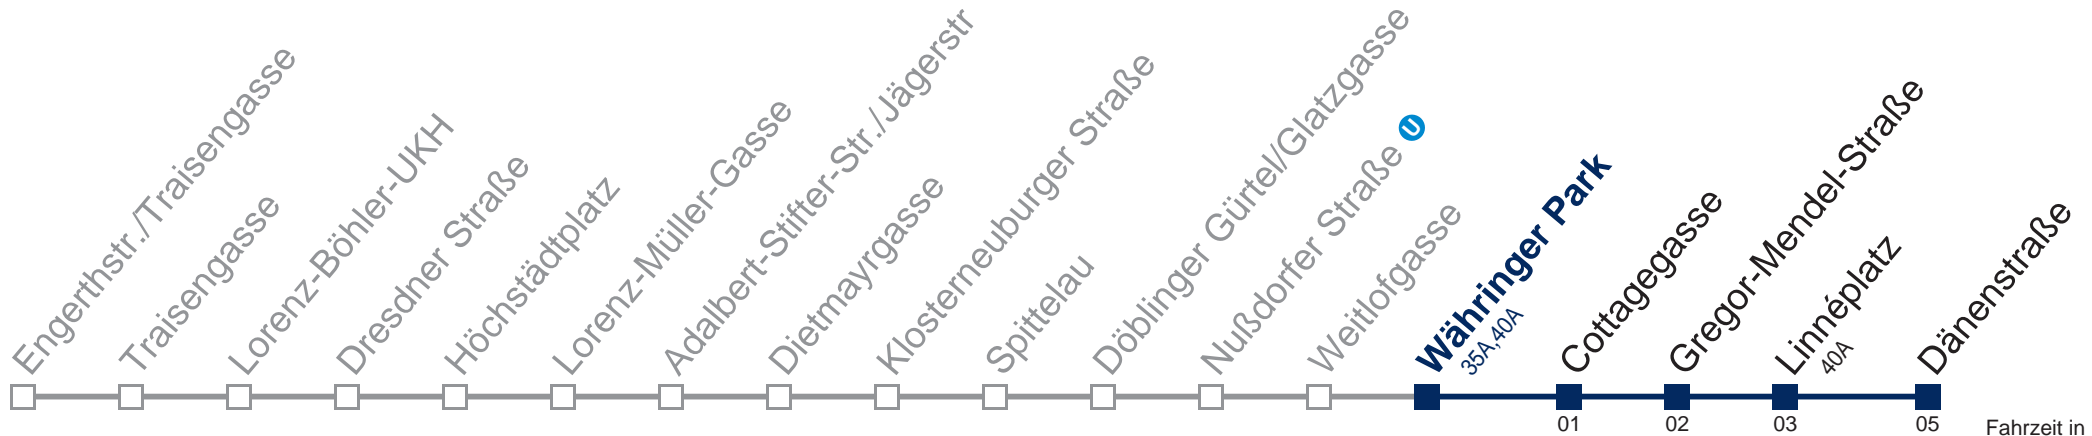 Engerthstr./Traisengasse
Traisengasse
Lorenz-Böhler-UKH
Dresdner Straße
Höchstädtplatz
Lorenz-Müller-Gasse
Adalbert-Stifter-Str./Jägerstr
Dietmayrgasse
Klosterneuburger Straße
Spittelau
Döblinger Gürtel/Glatzgasse
Nußdorfer Straße U
Weitlofgasse
Währinger Park
35A,40A
Cottagegasse
Gregor-Mendel-Straße
Linnéplatz
40A
Dänenstraße
01 02 03 05 Fahrzeit in